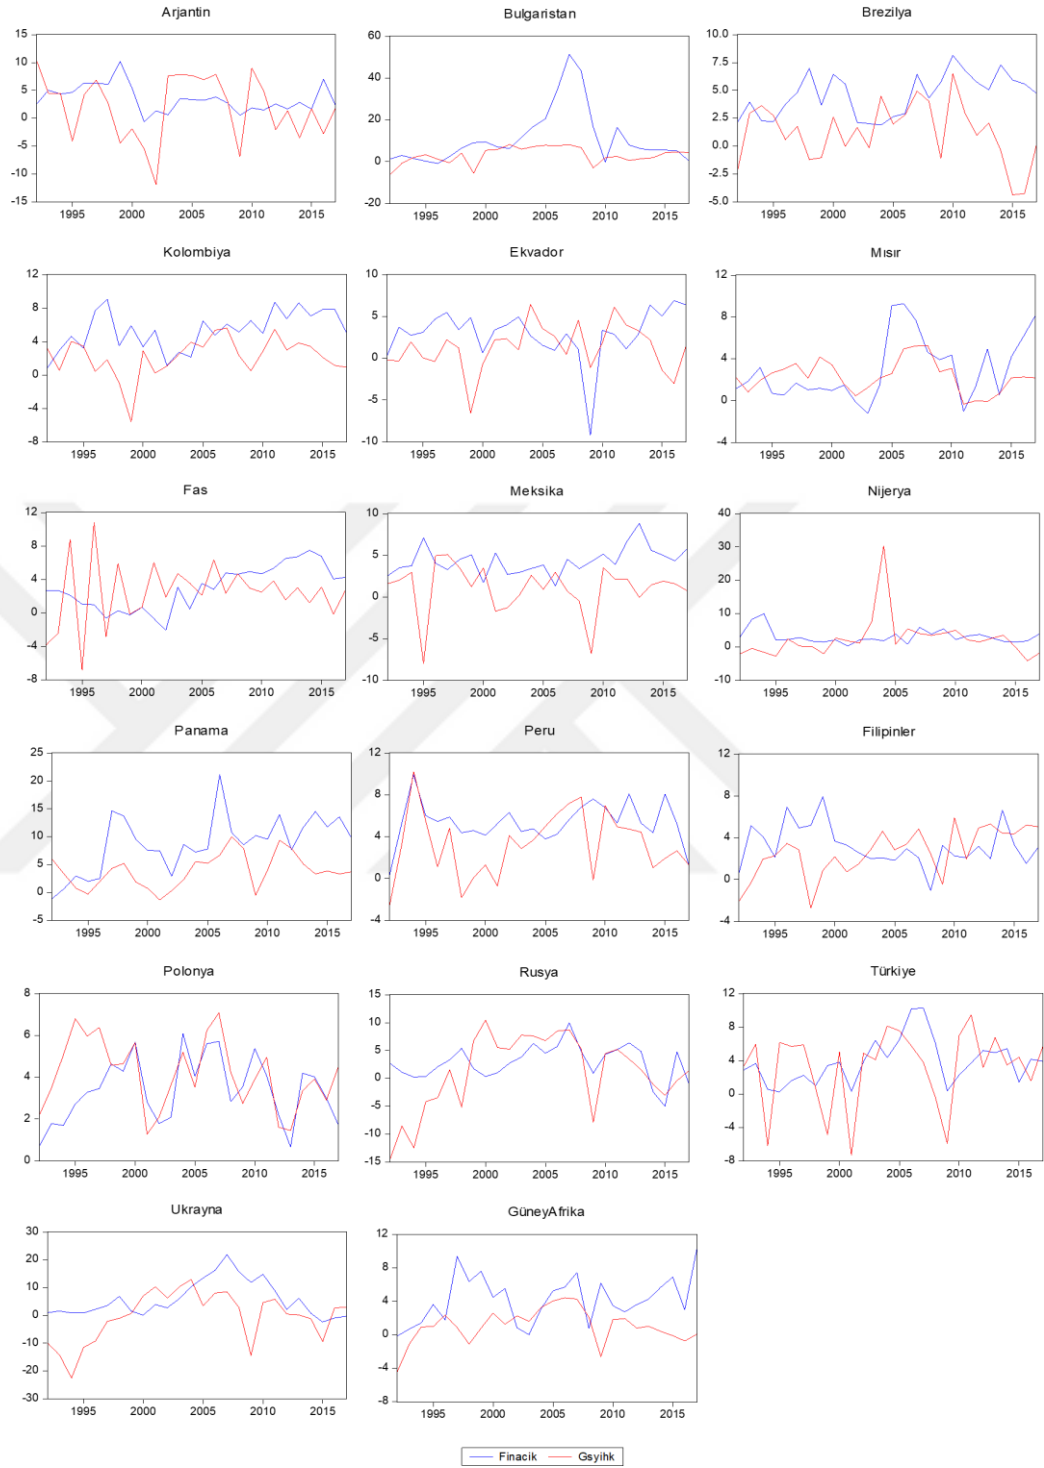 Arjantin
15
10
5
0
-5
-10
-15
1995 2000 2005 2010 2015
Bulgaristan
60
40
20
0
-20
1995 2000 2005 2010 2015
Brezilya
10.0
7.5
5.0
2.5
0.0
-2.5
-5.0
1995 2000 2005 2010 2015
Kolombiya
12
8
4
0
-4
-8
1995 2000 2005 2010 2015
Ekvador
10
5
0
-5
-10
1995 2000 2005 2010 2015
Mısır
12
8
4
0
-4
1995 2000 2005 2010 2015
Fas
12
8
4
0
-4
-8
1995 2000 2005 2010 2015
Meksika
10
5
0
-5
-10
1995 2000 2005 2010 2015
Nijerya
40
30
20
10
0
-10
1995 2000 2005 2010 2015
Panama
25
20
15
10
5
0
-5
1995 2000 2005 2010 2015
Peru
12
8
4
0
-4
1995 2000 2005 2010 2015
Filipinler
12
8
4
0
-4
1995 2000 2005 2010 2015
Polonya
8
6
4
2
0
1995 2000 2005 2010 2015
Rusya
15
10
5
0
-5
-10
-15
1995 2000 2005 2010 2015
Türkiye
12
8
4
0
-4
-8
1995 2000 2005 2010 2015
Ukrayna
30
20
10
0
-10
-20
-30
1995 2000 2005 2010 2015
GüneyAfrika
12
8
4
0
-4
-8
1995 2000 2005 2010 2015
Finacik Gsyihk